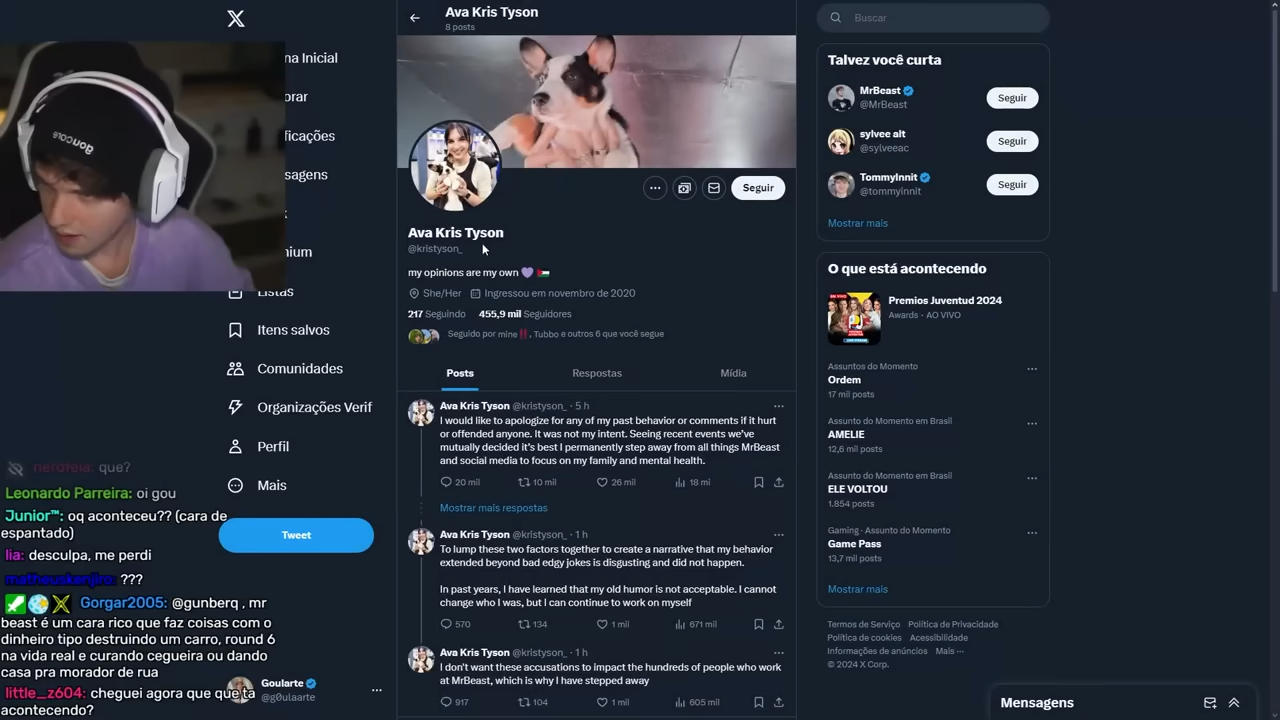 Ava Kris Tyson
8 posts
Buscar
na Inicial
orar
ificações
sagens
k
nium
Listas
Itens salvos
Comunidades
Organizações Verif
Perfil
Mais
Tweet
Goularte
@g0ulaarte
GONCOLS
nerdfela: que?
Leonardo Parreira: oi gou
Junior™: oq aconteceu?? (cara de
espantado)
lia: desculpa, me perdi
matheuskenjiro: ???
Gorgar2005: @gunberq , mr
beast é um cara rico que faz coisas com o
dinheiro tipo destruindo um carro, round 6
na vida real e curando cegueira ou dando
casa pra morador de rua
little_z604: cheguei agora que que ta
acontecendo?
Ava Kris Tyson
@kristyson_
Seguir
my opinions are my own 💜 🇵🇸
She/Her Ingressou em novembro de 2020
217 Seguindo 455,9 mil Seguidores
Seguido por mine‼️, Tubbo e outros 6 que você segue
Posts Respostas Mídia
Ava Kris Tyson @kristyson_ · 5 h
I would like to apologize for any of my past behavior or comments if it hurt
or offended anyone. It was not my intent. Seeing recent events we've
mutually decided it's best I permanently step away from all things MrBeast
and social media to focus on my family and mental health.
20 mil 10 mil 26 mil 18 mi
Mostrar mais respostas
Ava Kris Tyson @kristyson_ · 1 h
To lump these two factors together to create a narrative that my behavior
extended beyond bad edgy jokes is disgusting and did not happen.
In past years, I have learned that my old humor is not acceptable. I cannot
change who I was, but I can continue to work on myself
570 134 1 mil 671 mil
Ava Kris Tyson @kristyson_ · 1 h
I don't want these accusations to impact the hundreds of people who work
at MrBeast, which is why I have stepped away
917 104 1 mil 605 mil
Talvez você curta
MrBeast
@MrBeast
Seguir
sylvee alt
@sylveeac
Seguir
TommyInnit
@tommyinnit
Seguir
Mostrar mais
O que está acontecendo
EN VIVO
Premios Juventud 2024
Awards · AO VIVO
Assuntos do Momento
Ordem
17 mil posts
Assunto do Momento em Brasil
AMELIE
12,6 mil posts
Assunto do Momento em Brasil
ELE VOLTOU
1.854 posts
Gaming · Assunto do Momento
Game Pass
13,7 mil posts
Mostrar mais
Termos de Serviço Política de Privacidade
Política de cookies Acessibilidade
Informações de anúncios Mais ···
© 2024 X Corp.
Mensagens